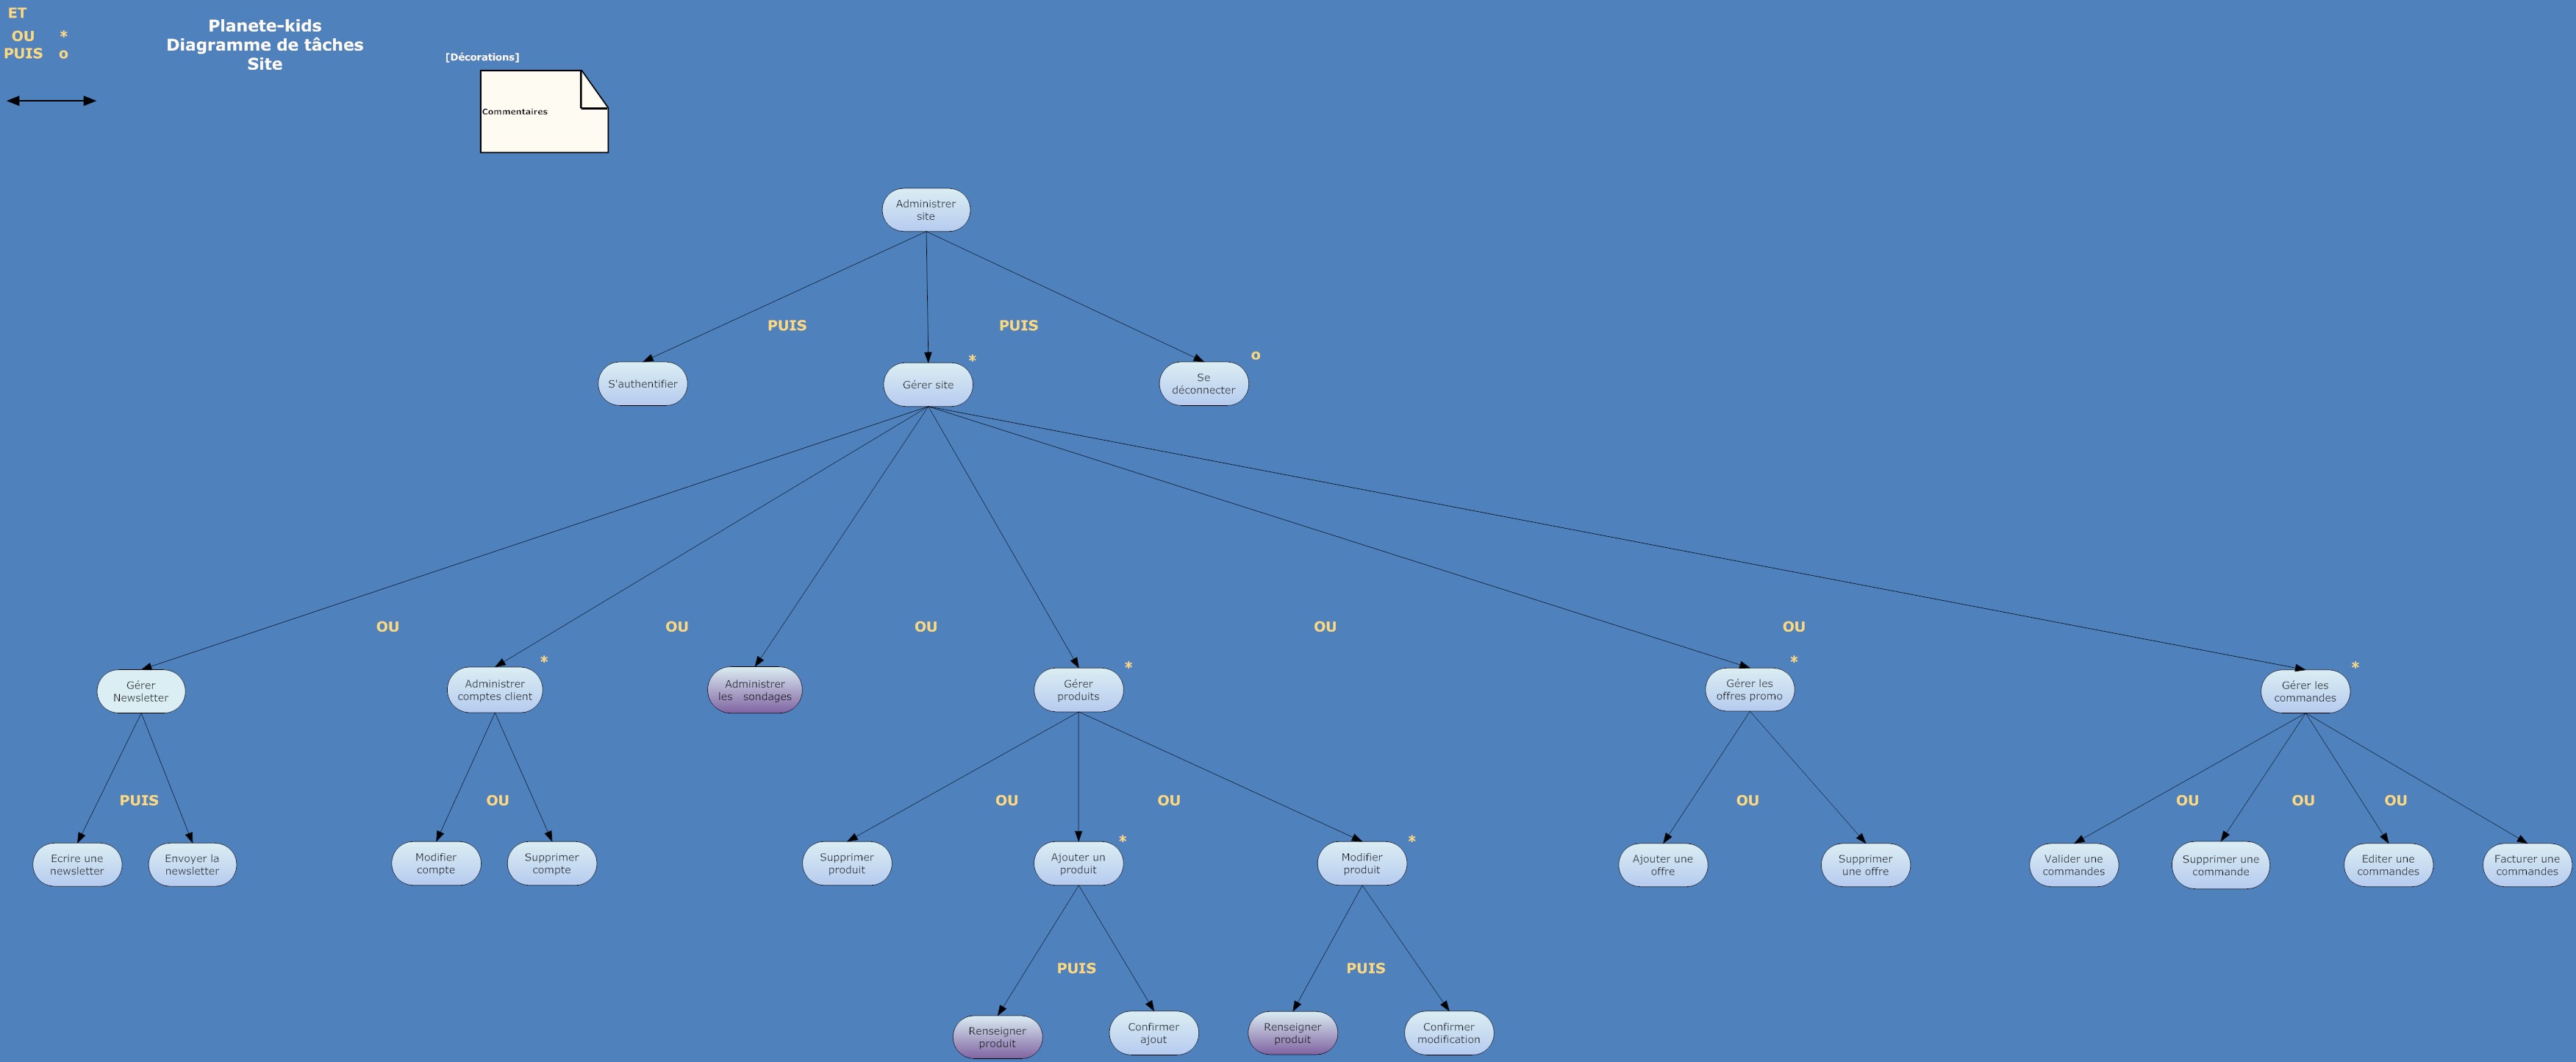 ET
OU *
PUIS o
Planete-kids
Diagramme de tâches
Site
[Décorations]
Commentaires
Administrer
site
PUIS
PUIS
S'authentifier
*
Gérer site
o
Se
déconnecter
OU
OU
OU
OU
OU
Gérer
Newsletter
*
Administrer
comptes client
Administrer
les sondages
*
Gérer
produits
*
Gérer les
offres promo
*
Gérer les
commandes
PUIS
OU
OU
OU
OU
OU
OU
OU
Ecrire une
newsletter
Envoyer la
newsletter
Modifier
compte
Supprimer
compte
Supprimer
produit
*
Ajouter un
produit
*
Modifier
produit
Ajouter une
offre
Supprimer
une offre
Valider une
commandes
Supprimer une
commande
Editer une
commandes
Facturer une
commandes
PUIS
PUIS
Renseigner
produit
Confirmer
ajout
Renseigner
produit
Confirmer
modification